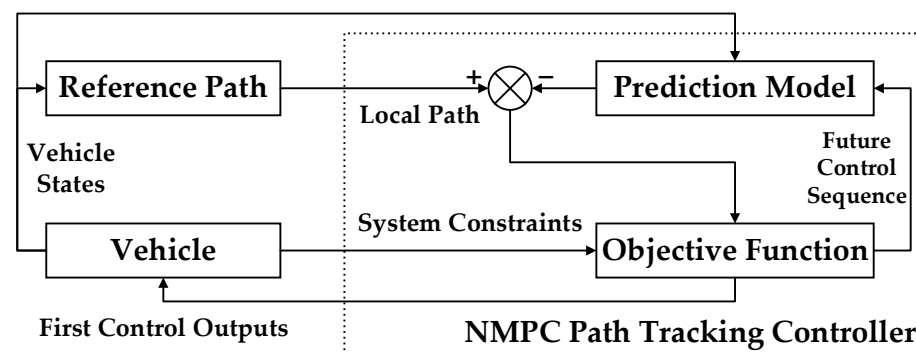 Reference Path
+
−
Prediction Model
Local Path
Vehicle
States
Future
Control
Sequence
System Constraints
Vehicle
Objective Function
First Control Outputs
NMPC Path Tracking Controller